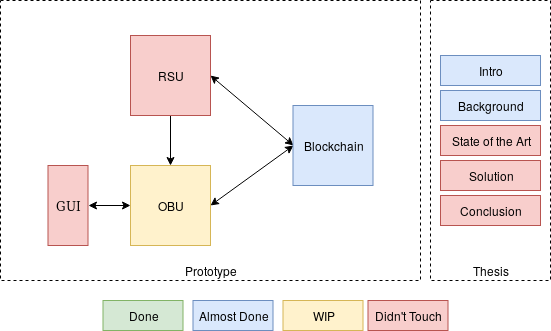 RSU
Blockchain
GUI
OBU
Prototype
Intro
Background
State of the Art
Solution
Conclusion
Thesis
Done
Almost Done
WIP
Didn't Touch